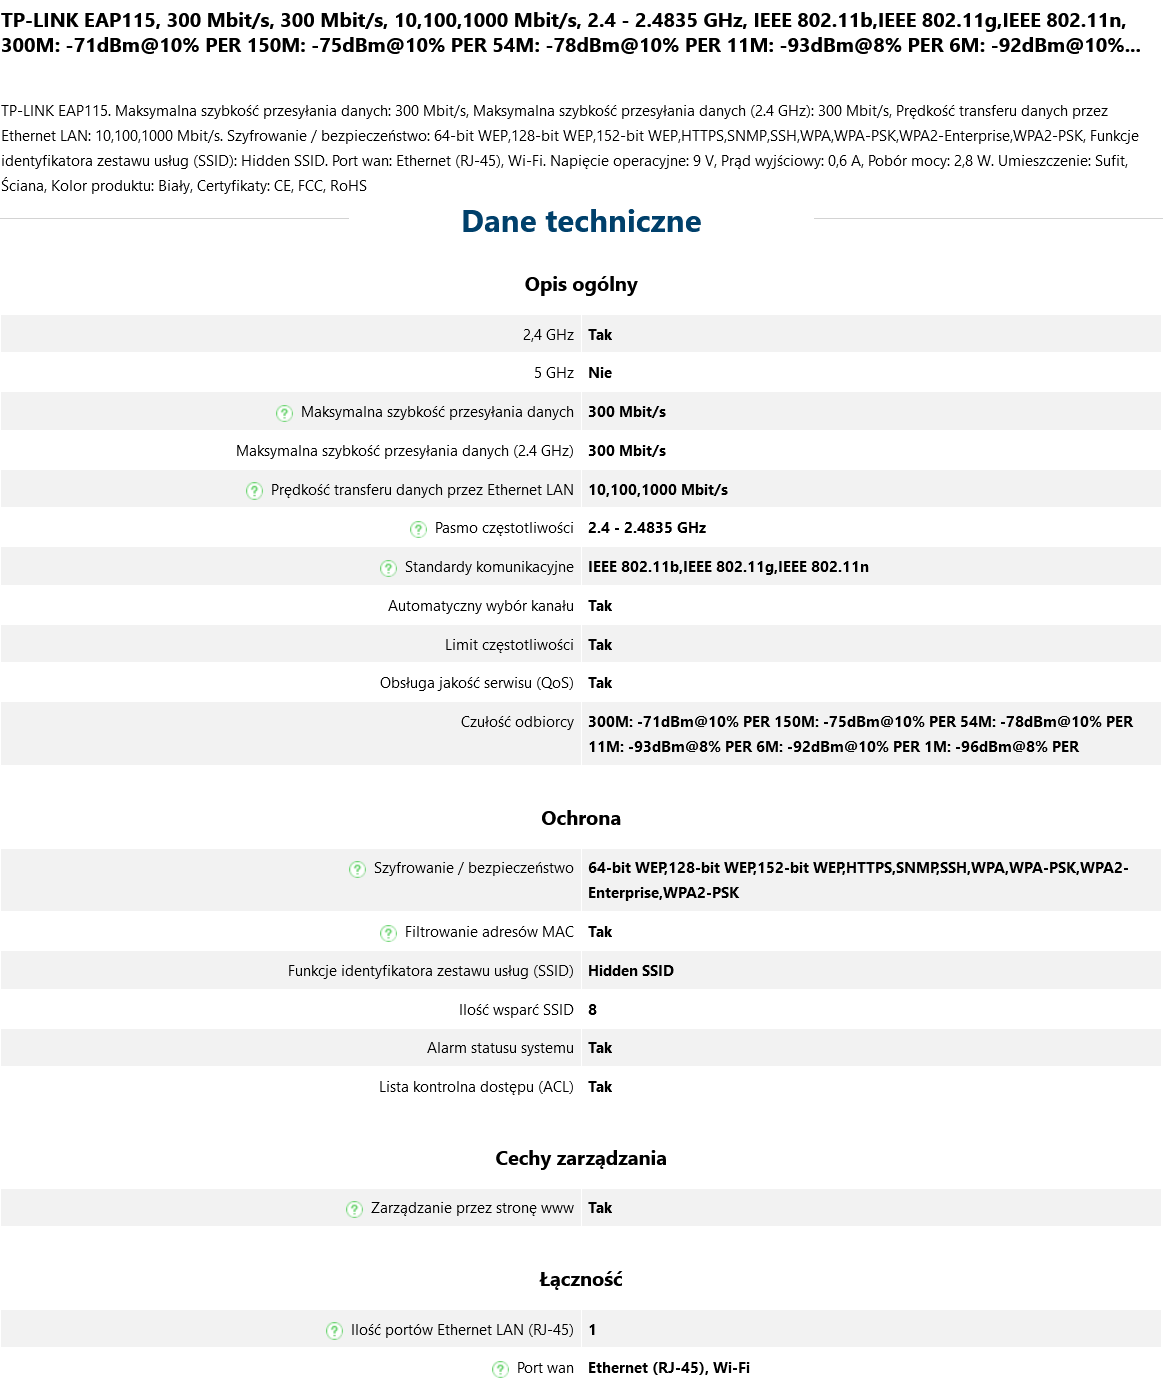 TP-LINK EAP115, 300 Mbit/s, 300 Mbit/s, 10,100,1000 Mbit/s, 2.4 - 2.4835 GHz, IEEE 802.11b,IEEE 802.11g,IEEE 802.11n,
300M: -71dBm@10% PER 150M: -75dBm@10% PER 54M: -78dBm@10% PER 11M: -93dBm@8% PER 6M: -92dBm@10%...
TP-LINK EAP115. Maksymalna szybkość przesyłania danych: 300 Mbit/s, Maksymalna szybkość przesyłania danych (2.4 GHz): 300 Mbit/s, Prędkość transferu danych przez
Ethernet LAN: 10,100,1000 Mbit/s. Szyfrowanie / bezpieczeństwo: 64-bit WEP,128-bit WEP,152-bit WEP,HTTPS,SNMP,SSH,WPA,WPA-PSK,WPA2-Enterprise,WPA2-PSK, Funkcje
identyfikatora zestawu usług (SSID): Hidden SSID. Port wan: Ethernet (RJ-45), Wi-Fi. Napięcie operacyjne: 9 V, Prąd wyjściowy: 0,6 A, Pobór mocy: 2,8 W. Umieszczenie: Sufit,
Ściana, Kolor produktu: Biały, Certyfikaty: CE, FCC, RoHS
Dane techniczne
Opis ogólny
2,4 GHz Tak
5 GHz Nie
? Maksymalna szybkość przesyłania danych 300 Mbit/s
Maksymalna szybkość przesyłania danych (2.4 GHz) 300 Mbit/s
? Prędkość transferu danych przez Ethernet LAN 10,100,1000 Mbit/s
? Pasmo częstotliwości 2.4 - 2.4835 GHz
? Standardy komunikacyjne IEEE 802.11b,IEEE 802.11g,IEEE 802.11n
Automatyczny wybór kanału Tak
Limit częstotliwości Tak
Obsługa jakość serwisu (QoS) Tak
Czułość odbiorcy 300M: -71dBm@10% PER 150M: -75dBm@10% PER 54M: -78dBm@10% PER
11M: -93dBm@8% PER 6M: -92dBm@10% PER 1M: -96dBm@8% PER
Ochrona
? Szyfrowanie / bezpieczeństwo 64-bit WEP,128-bit WEP,152-bit WEP,HTTPS,SNMP,SSH,WPA,WPA-PSK,WPA2-
Enterprise,WPA2-PSK
? Filtrowanie adresów MAC Tak
Funkcje identyfikatora zestawu usług (SSID) Hidden SSID
Ilość wsparć SSID 8
Alarm statusu systemu Tak
Lista kontrolna dostępu (ACL) Tak
Cechy zarządzania
? Zarządzanie przez stronę www Tak
Łączność
? Ilość portów Ethernet LAN (RJ-45) 1
? Port wan Ethernet (RJ-45), Wi-Fi